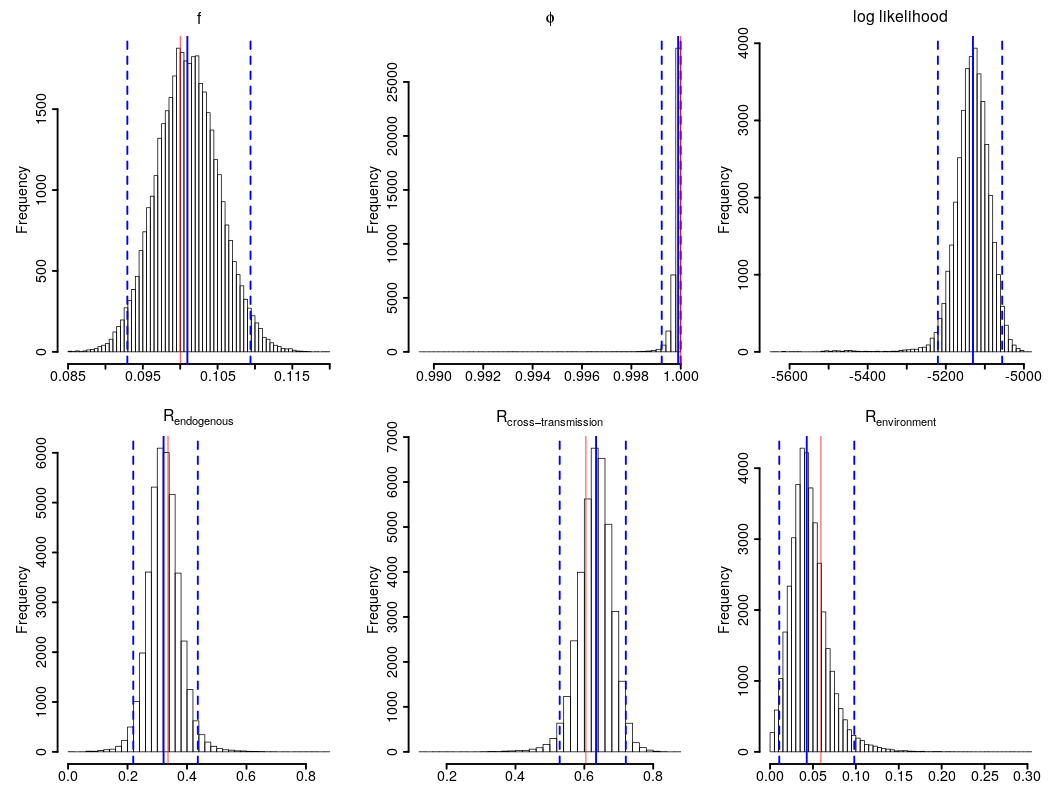 f
Frequency
0 500 1000 1500
0.085 0.095 0.105 0.115
ϕ
Frequency
0 5000 10000 15000 20000 25000
0.990 0.992 0.994 0.996 0.998 1.000
log likelihood
Frequency
0 1000 2000 3000 4000
-5600 -5400 -5200 -5000
Rendogenous
Frequency
0 1000 2000 3000 4000 5000 6000
0.0 0.2 0.4 0.6 0.8
Rcross−transmission
Frequency
0 1000 2000 3000 4000 5000 6000 7000
0.2 0.4 0.6 0.8
Renvironment
Frequency
0 1000 2000 3000 4000
0.00 0.05 0.10 0.15 0.20 0.25 0.30